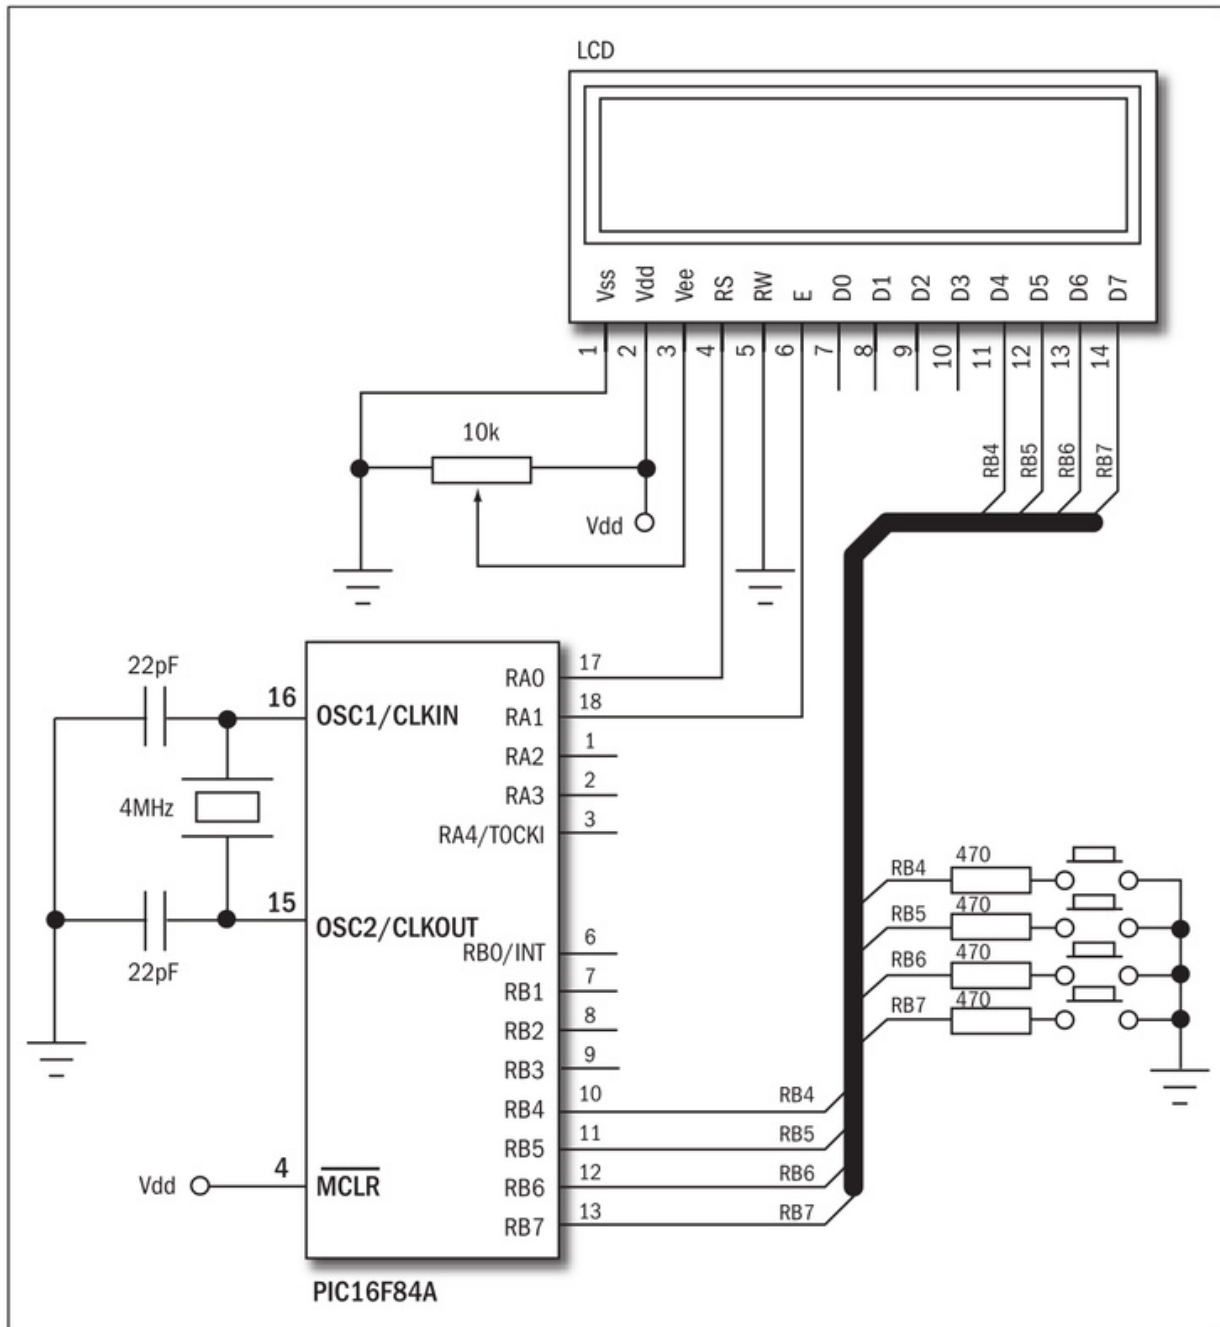 LCD
Vss
Vdd
Vee
RS
RW
E
D0
D1
D2
D3
D4
D5
D6
D7
1
2
3
4
5
6
7
8
9
10
11
12
13
14
10k
Vdd
RB4
RB5
RB6
RB7
22pF
16
OSC1/CLKIN
4MHz
15
OSC2/CLKOUT
22pF
Vdd
4
MCLR
RA0
17
RA1
18
RA2
1
RA3
2
RA4/TOCKI
3
RB0/INT
6
RB1
7
RB2
8
RB3
9
RB4
10
RB4
RB5
11
RB5
RB6
12
RB6
RB7
13
RB7
RB4
470
RB5
470
RB6
470
RB7
470
PIC16F84A